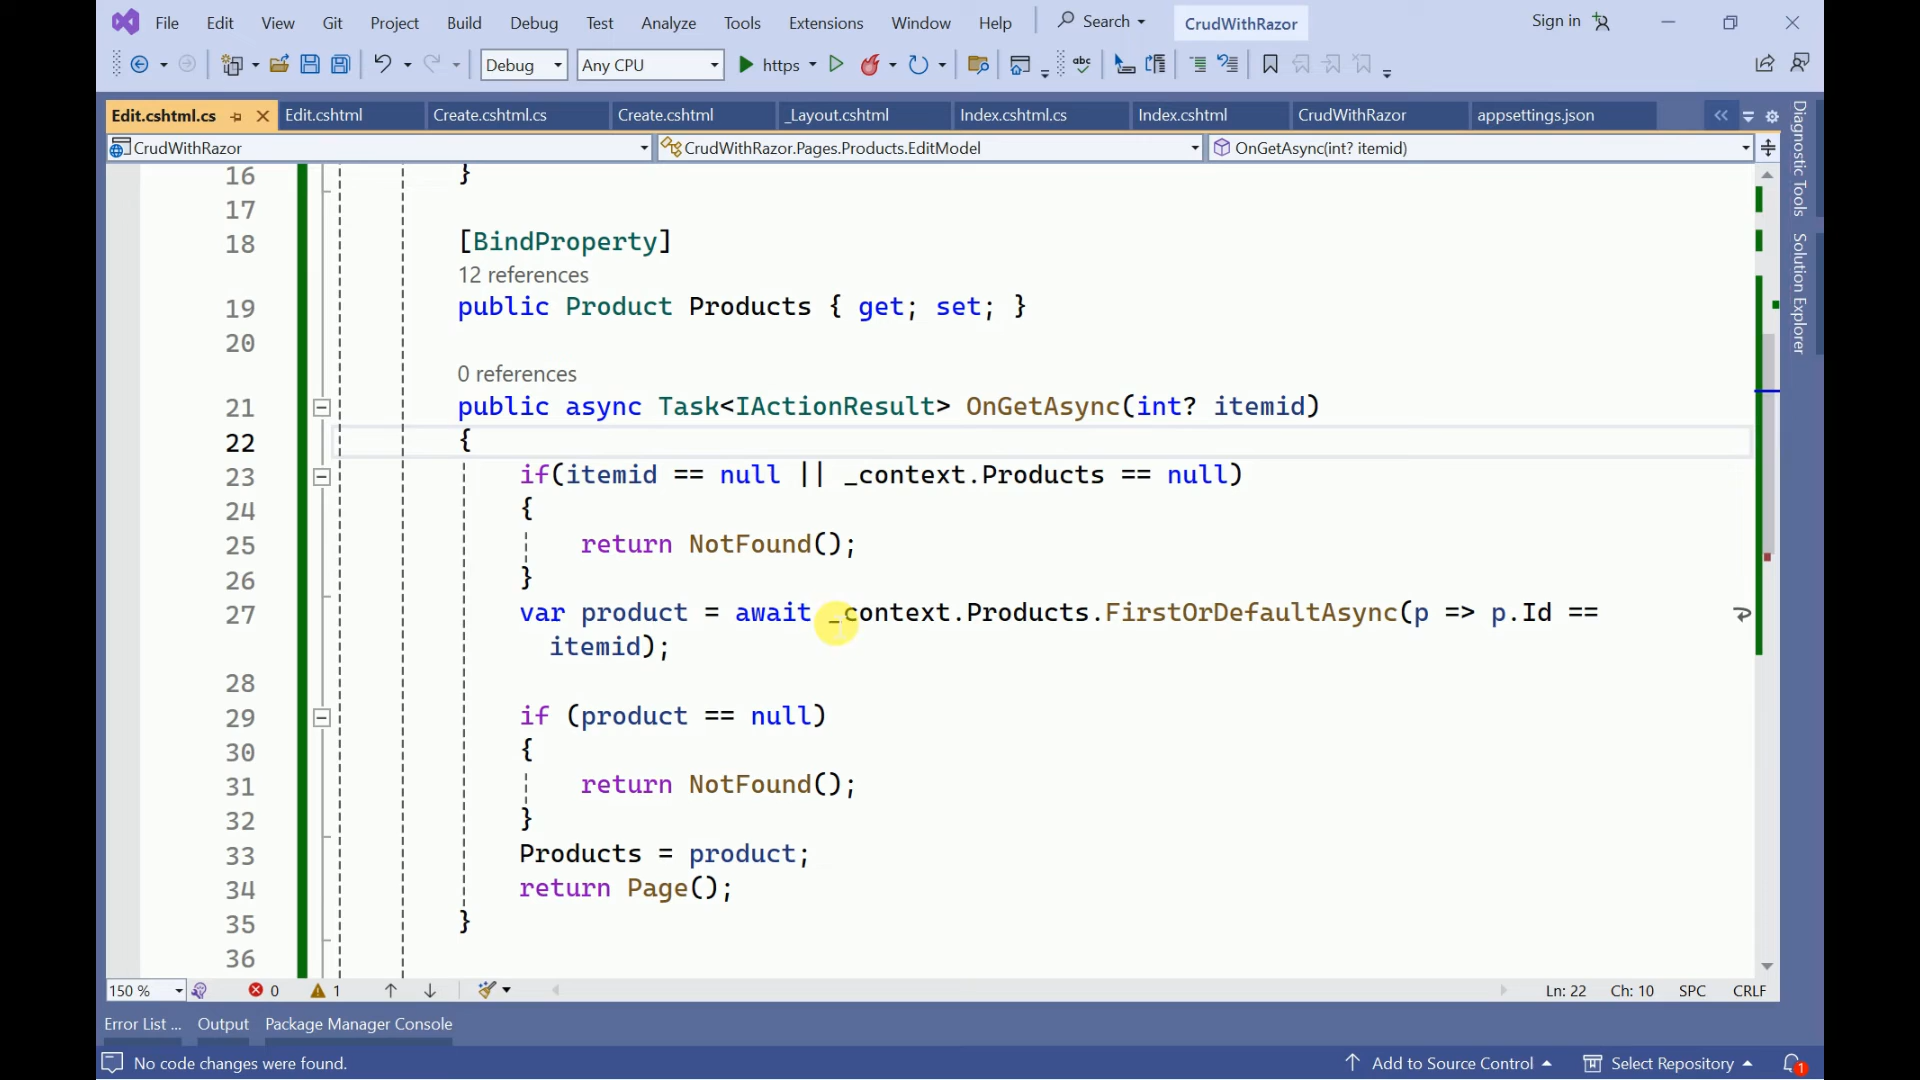 File Edit View Git Project Build Debug Test Analyze Tools Extensions Window Help Search CrudWithRazor Sign in
Debug Any CPU https abc
Edit.cshtml.cs Edit.cshtml Create.cshtml.cs Create.cshtml _Layout.cshtml Index.cshtml.cs Index.cshtml CrudWithRazor appsettings.json
CrudWithRazor CrudWithRazor.Pages.Products.EditModel OnGetAsync(int? itemid)
Diagnostic Tools
Solution Explorer
16 }
17
18 [BindProperty]
12 references
19 public Product Products { get; set; }
20
0 references
21 public async Task<IActionResult> OnGetAsync(int? itemid)
22 {
23 if(itemid == null || _context.Products == null)
24 {
25 return NotFound();
26 }
27 var product = await _context.Products.FirstOrDefaultAsync(p => p.Id ==
itemid);
28
29 if (product == null)
30 {
31 return NotFound();
32 }
33 Products = product;
34 return Page();
35 }
36
150 % 0 1 Ln: 22 Ch: 10 SPC CRLF
Error List ... Output Package Manager Console
No code changes were found. Add to Source Control Select Repository 1